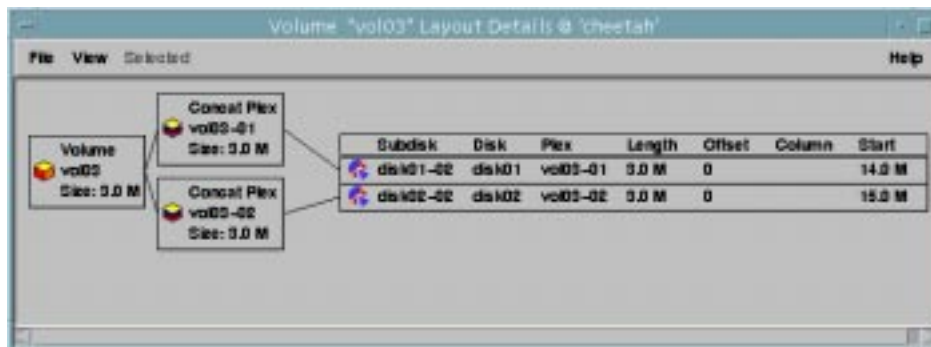 Volume "vol03" Layout Details @ 'cheetah'
File View Selected Help
Concat Plex
vol03-01
Size: 3.0 M
Volume
vol03
Size: 3.0 M
Concat Plex
vol03-02
Size: 3.0 M
Subdisk Disk Plex Length Offset Column Start
disk01-02 disk01 vol03-01 3.0 M 0 14.0 M
disk02-02 disk02 vol03-02 3.0 M 0 15.0 M